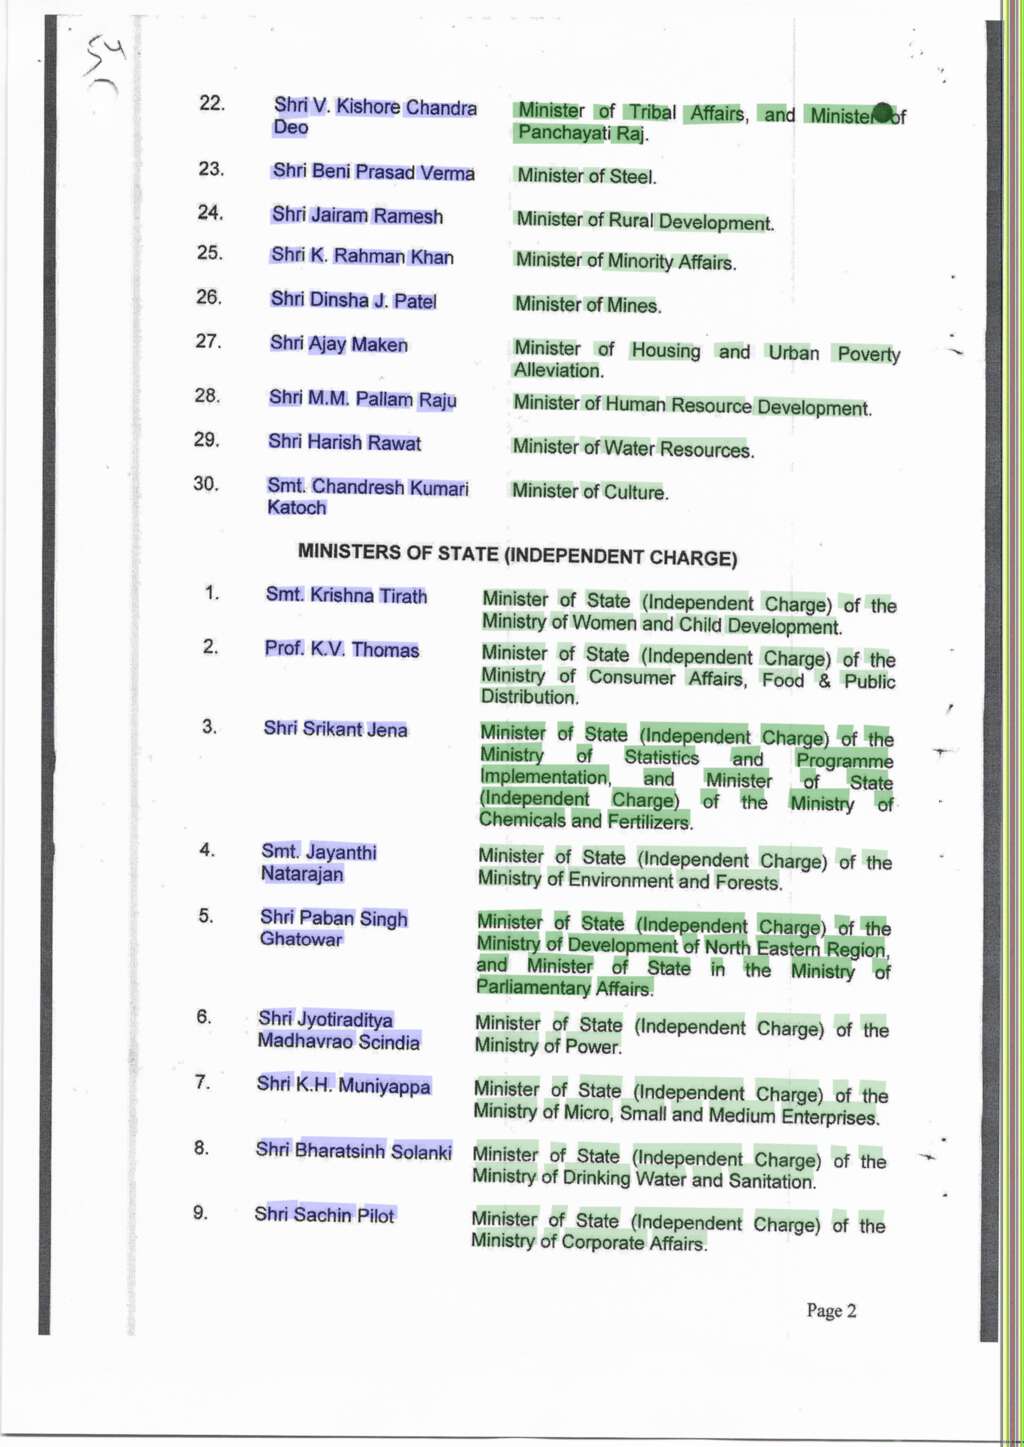 54
22. Shri V. Kishore Chandra Minister of Tribal Affairs, and Minister of
Deo Panchayati Raj.
23. Shri Beni Prasad Verma Minister of Steel.
24. Shri Jairam Ramesh Minister of Rural Development.
25. Shri K. Rahman Khan Minister of Minority Affairs.
26. Shri Dinsha J. Patel Minister of Mines.
27. Shri Ajay Maken Minister of Housing and Urban Poverty
Alleviation.
28. Shri M.M. Pallam Raju Minister of Human Resource Development.
29. Shri Harish Rawat Minister of Water Resources.
30. Smt. Chandresh Kumari Minister of Culture.
Katoch
MINISTERS OF STATE (INDEPENDENT CHARGE)
1. Smt. Krishna Tirath Minister of State (Independent Charge) of the
Ministry of Women and Child Development.
2. Prof. K.V. Thomas Minister of State (Independent Charge) of the
Ministry of Consumer Affairs, Food & Public
Distribution.
3. Shri Srikant Jena Minister of State (Independent Charge) of the
Ministry of Statistics and Programme
Implementation, and Minister of State
(Independent Charge) of the Ministry of
Chemicals and Fertilizers.
4. Smt. Jayanthi Minister of State (Independent Charge) of the
Natarajan Ministry of Environment and Forests.
5. Shri Paban Singh Minister of State (Independent Charge) of the
Ghatowar Ministry of Development of North Eastern Region,
and Minister of State in the Ministry of
Parliamentary Affairs.
6. Shri Jyotiraditya Minister of State (Independent Charge) of the
Madhavrao Scindia Ministry of Power.
7. Shri K.H. Muniyappa Minister of State (Independent Charge) of the
Ministry of Micro, Small and Medium Enterprises.
8. Shri Bharatsinh Solanki Minister of State (Independent Charge) of the
Ministry of Drinking Water and Sanitation.
9. Shri Sachin Pilot Minister of State (Independent Charge) of the
Ministry of Corporate Affairs.
Page 2